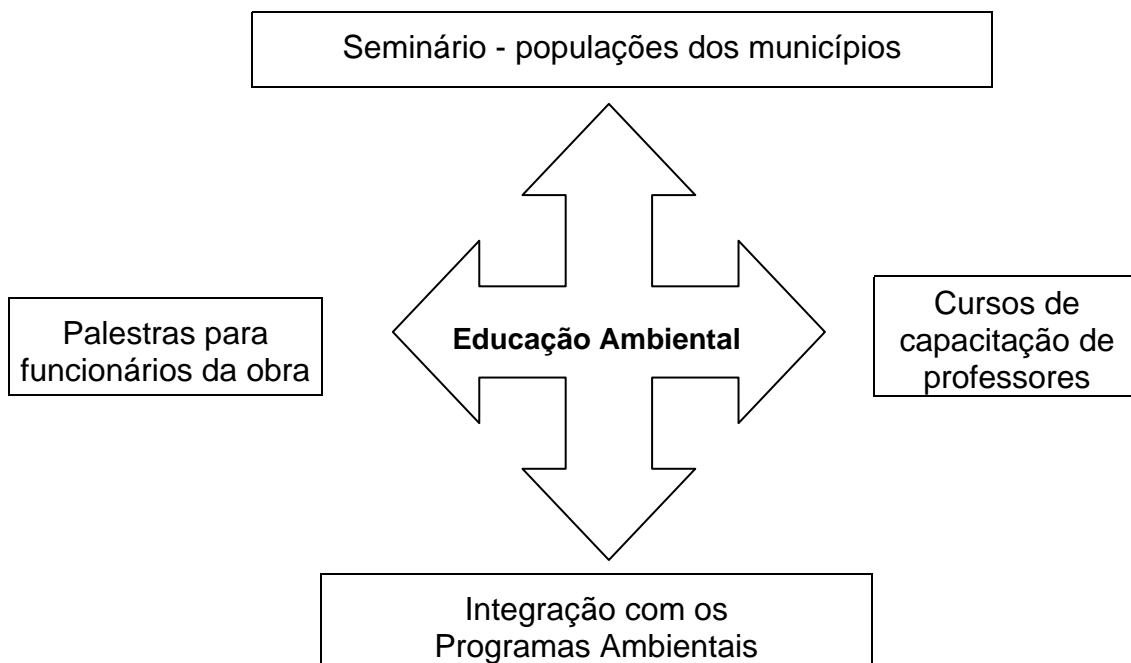 Seminário - populações dos municípios
Palestras para
funcionários da obra
Educação Ambiental
Cursos de
capacitação de
professores
Integração com os
Programas Ambientais